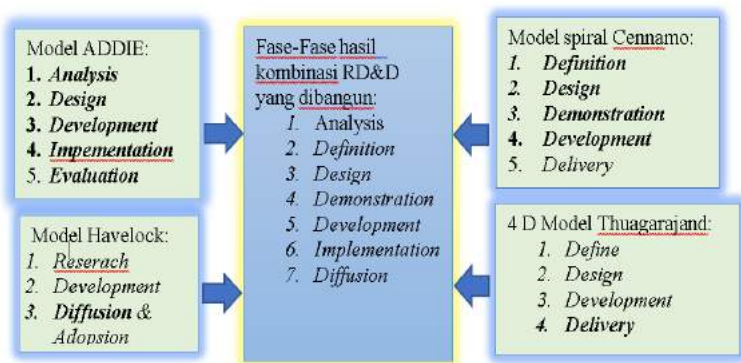 Model ADDIE:
1. Analysis
2. Design
3. Development
4. Impementation
5. Evaluation
Model Havelock:
1. Reserach
2. Development
3. Diffusion &
Adopsion
Fase-Fase hasil
kombinasi RD&D
yang dibangun:
1. Analysis
2. Definition
3. Design
4. Demonstration
5. Development
6. Implementation
7. Diffusion
Model spiral Cennamo:
1. Definition
2. Design
3. Demonstration
4. Development
5. Delivery
4 D Model Thuagarajand:
1. Define
2. Design
3. Development
4. Delivery